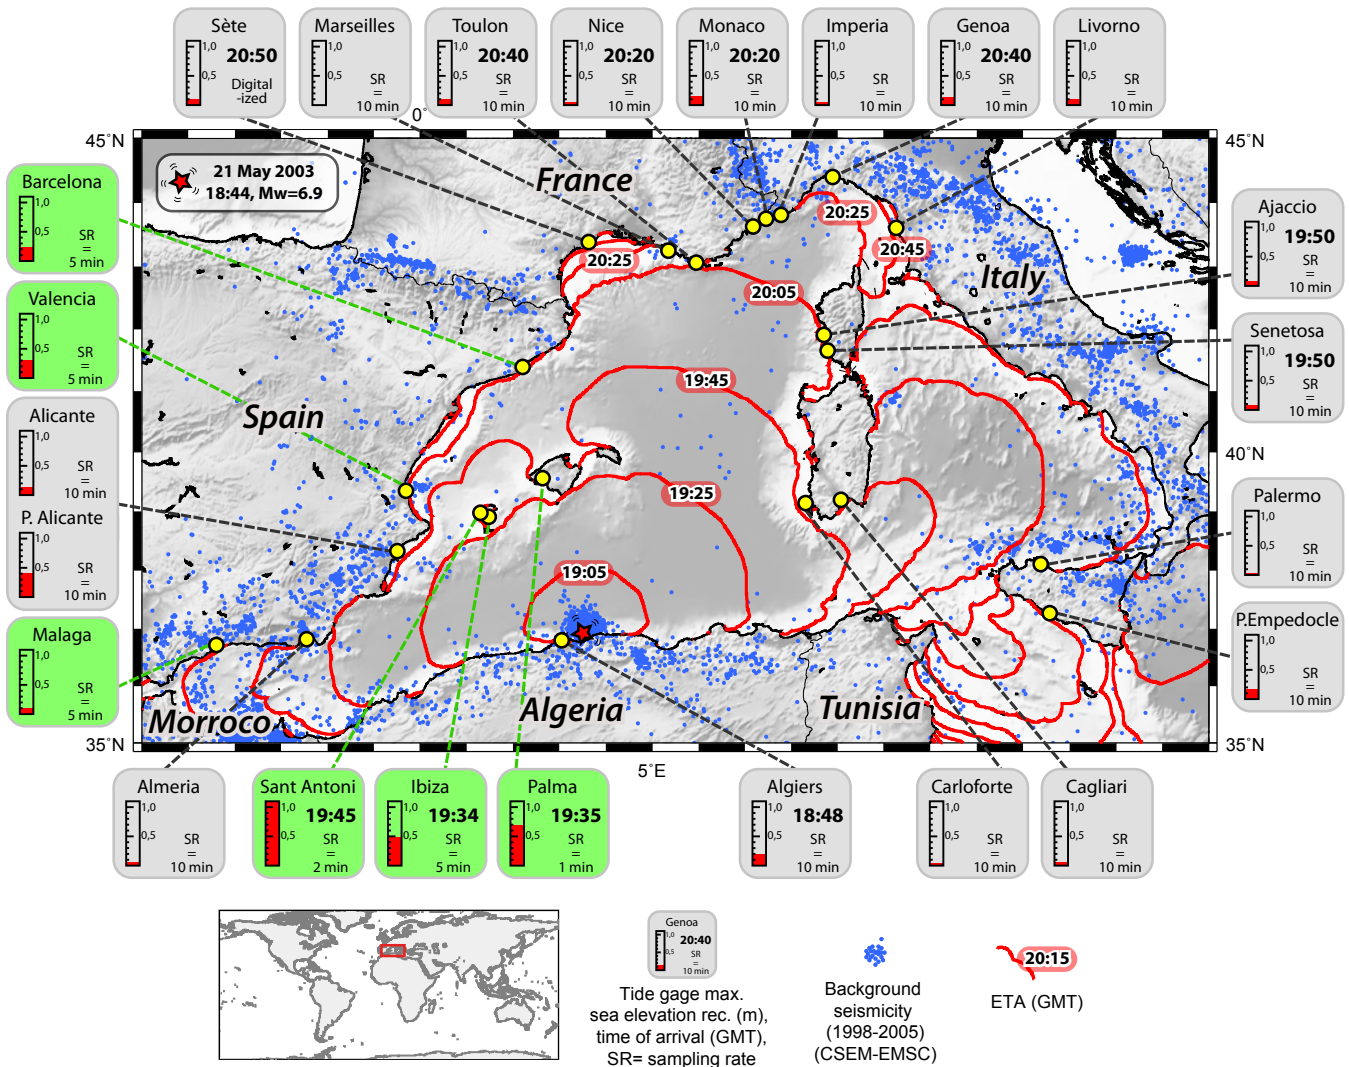 Sète
1,0
20:50
0,5
Digital
-ized
Marseilles
1,0
0,5
SR
=
10 min
Toulon
1,0
20:40
0,5
SR
=
10 min
Nice
1,0
20:20
0,5
SR
=
10 min
Monaco
1,0
20:20
0,5
SR
=
10 min
Imperia
1,0
0,5
SR
=
10 min
Genoa
1,0
20:40
0,5
SR
=
10 min
Livorno
1,0
0,5
SR
=
10 min
0°
45°N
45°N
21 May 2003
18:44, Mw=6.9
France
20:25
20:25
20:45
Italy
20:05
Barcelona
1,0
0,5
SR
=
5 min
Valencia
1,0
0,5
SR
=
5 min
Alicante
1,0
0,5
SR
=
10 min
P. Alicante
1,0
0,5
SR
=
10 min
Malaga
1,0
0,5
SR
=
5 min
Ajaccio
1,0
19:50
0,5
SR
=
10 min
Senetosa
1,0
19:50
0,5
SR
=
10 min
40°N
Palermo
1,0
0,5
SR
=
10 min
P.Empedocle
1,0
0,5
SR
=
10 min
19:45
Spain
19:25
19:05
Morroco
Algeria
Tunisia
35°N
35°N
5°E
Almeria
1,0
0,5
SR
=
10 min
Sant Antoni
1,0
19:45
0,5
SR
=
2 min
Ibiza
1,0
19:34
0,5
SR
=
5 min
Palma
1,0
19:35
0,5
SR
=
1 min
Algiers
1,0
18:48
0,5
SR
=
10 min
Carloforte
1,0
0,5
SR
=
10 min
Cagliari
1,0
0,5
SR
=
10 min
Genoa
1,0
20:40
0,5
SR
=
10 min
Tide gage max.
sea elevation rec. (m),
time of arrival (GMT),
SR= sampling rate
Background
seismicity
(1998-2005)
(CSEM-EMSC)
20:15
ETA (GMT)